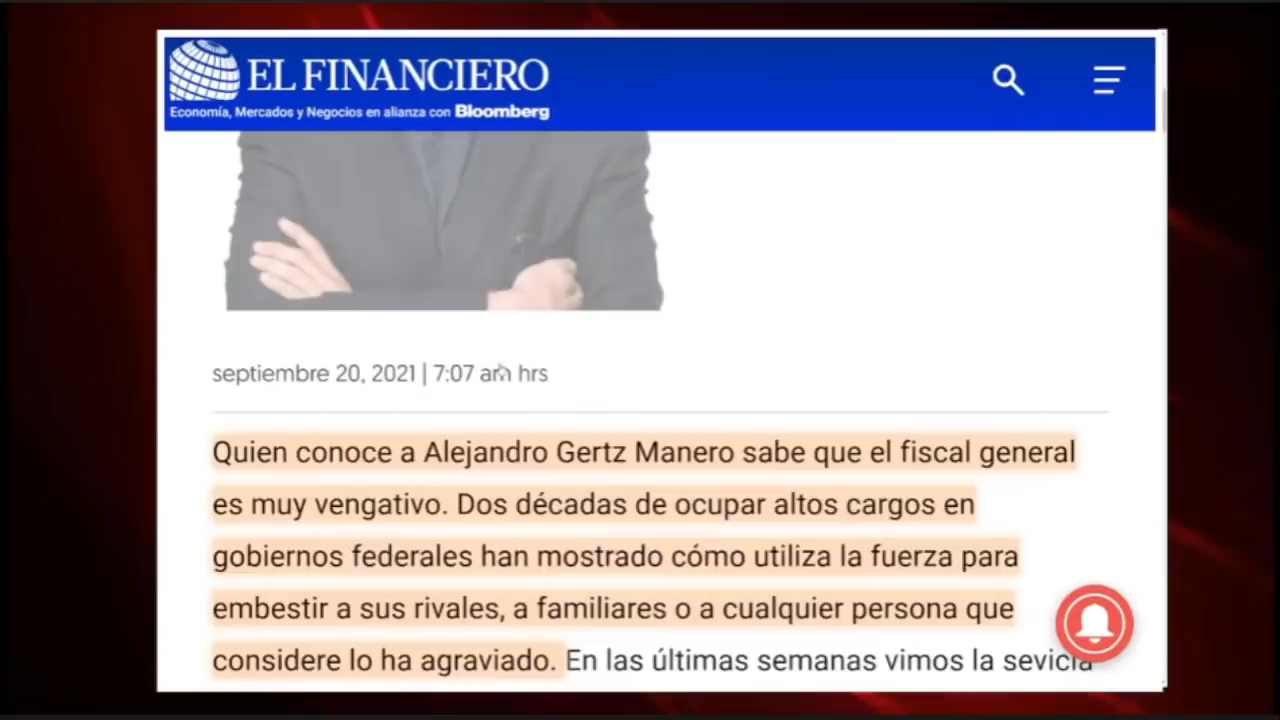 EL FINANCIERO
Economía, Mercados y Negocios en alianza con Bloomberg
septiembre 20, 2021 | 7:07 am hrs
Quien conoce a Alejandro Gertz Manero sabe que el fiscal general
es muy vengativo. Dos décadas de ocupar altos cargos en
gobiernos federales han mostrado cómo utiliza la fuerza para
embestir a sus rivales, a familiares o a cualquier persona que
considere lo ha agraviado. En las últimas semanas vimos la sevicia